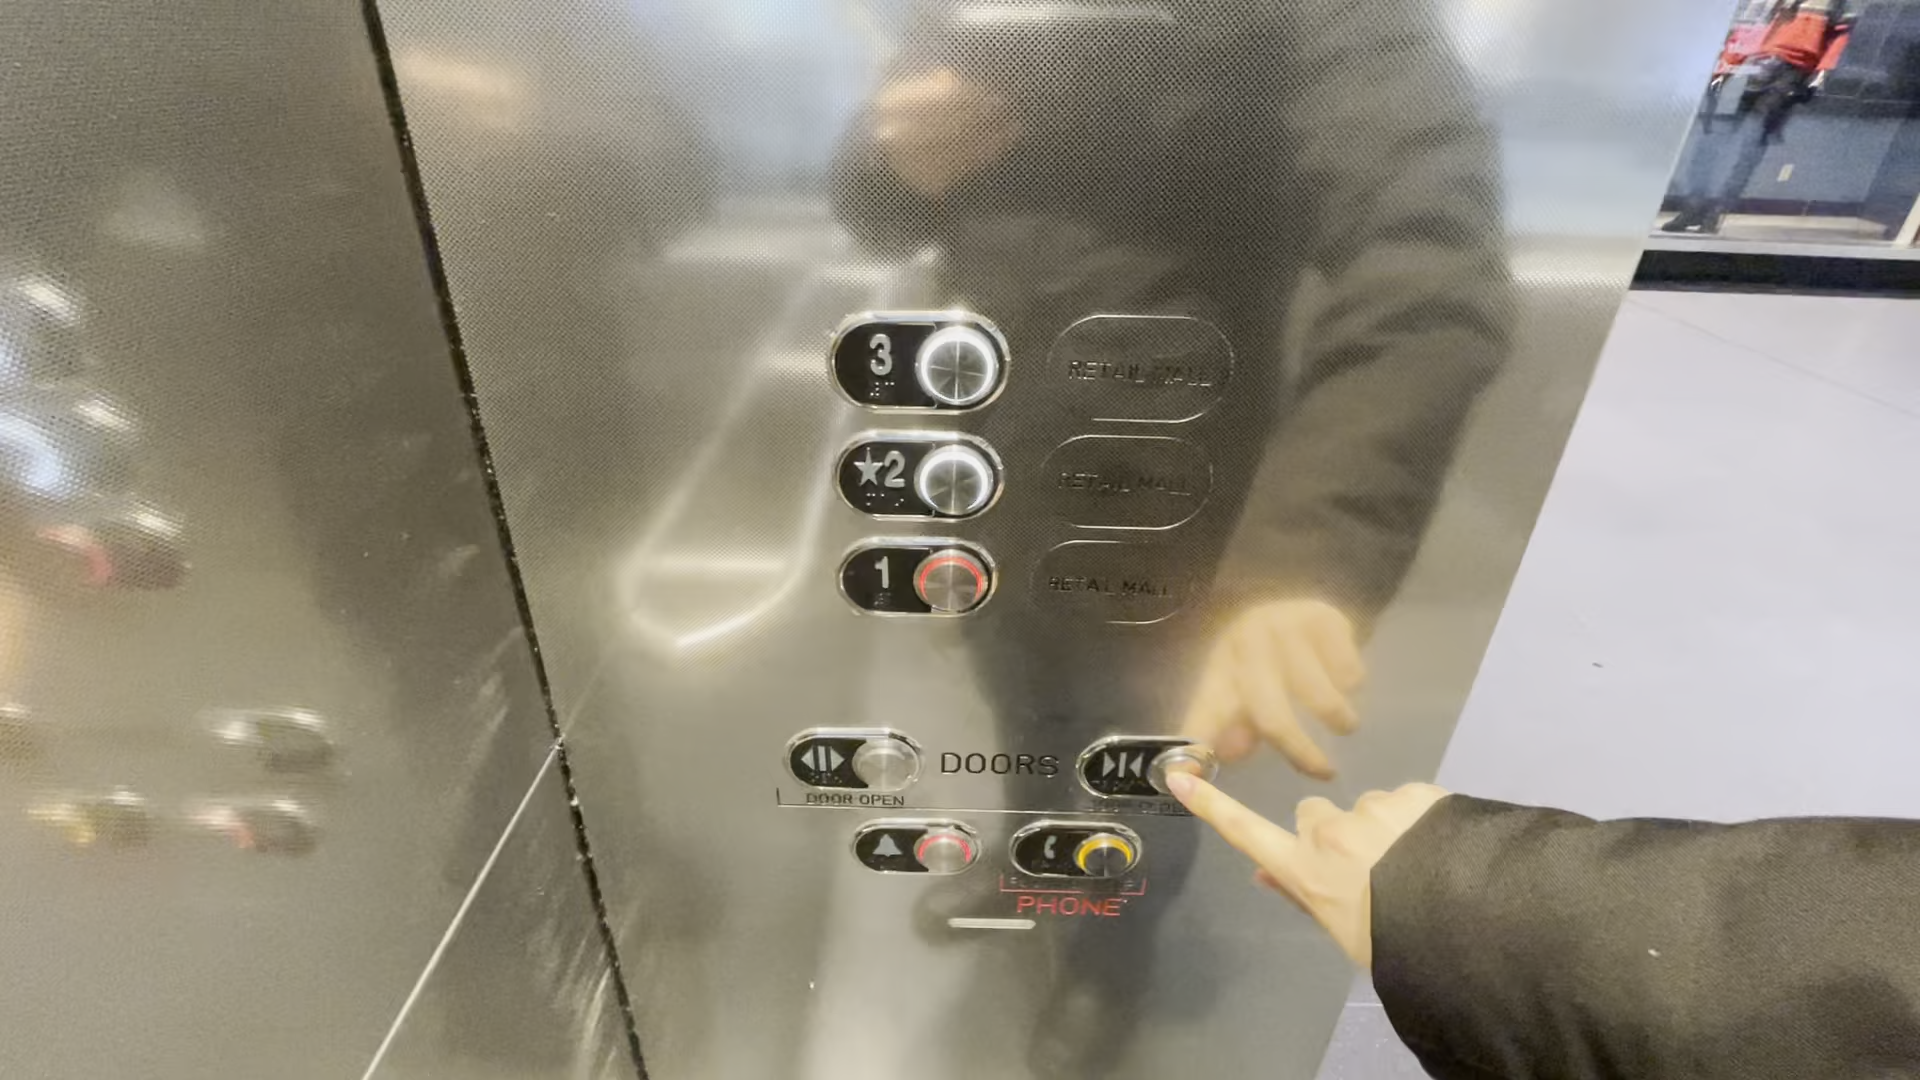 3 RETAIL MALL
★2 RETAIL MALL
1 RETAIL MALL
DOORS
DOOR OPEN
PHONE